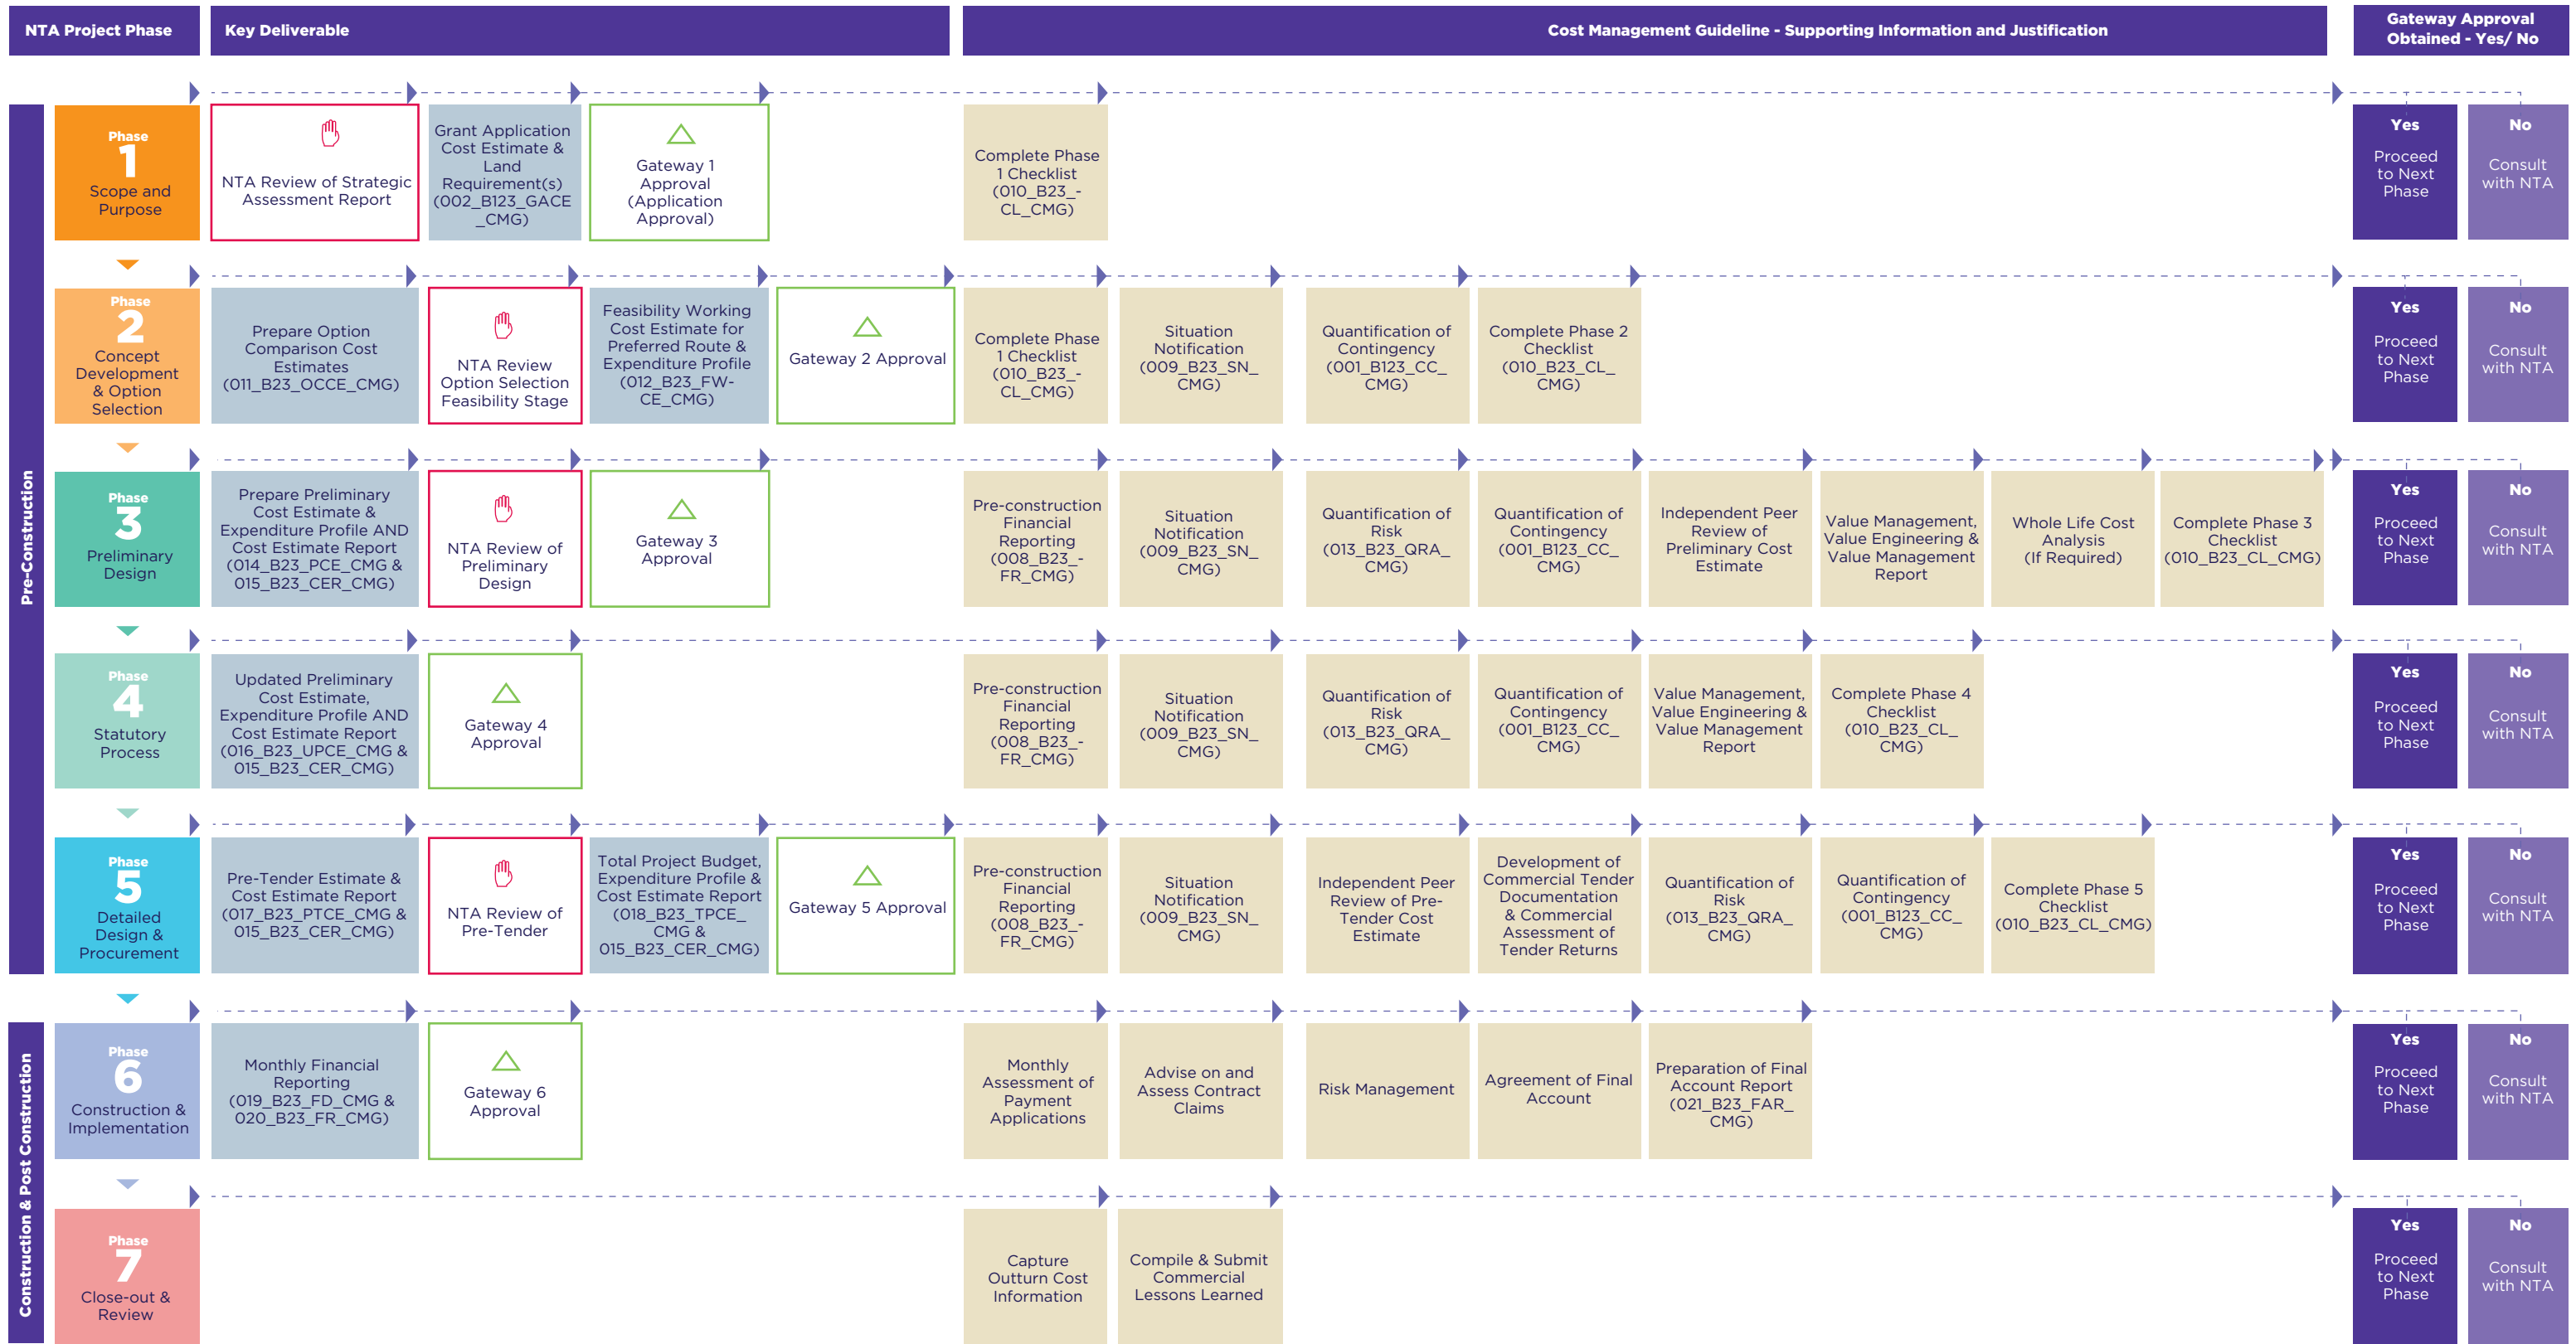 NTA Project Phase
Key Deliverable
Cost Management Guideline - Supporting Information and Justification
Gateway Approval
Obtained - Yes/ No
Pre-Construction
Phase
1
Scope and
Purpose
NTA Review of Strategic
Assessment Report
Grant Application
Cost Estimate &
Land
Requirement(s)
(002_B123_GACE
_CMG)
Gateway 1
Approval
(Application
Approval)
Complete Phase
1 Checklist
(010_B23_-
CL_CMG)
Yes
Proceed
to Next
Phase
No
Consult
with NTA
Phase
2
Concept
Development
& Option
Selection
Prepare Option
Comparison Cost
Estimates
(011_B23_OCCE_CMG)
NTA Review
Option Selection
Feasibility Stage
Feasibility Working
Cost Estimate for
Preferred Route &
Expenditure Profile
(012_B23_FW-
CE_CMG)
Gateway 2 Approval
Complete Phase
1 Checklist
(010_B23_-
CL_CMG)
Situation
Notification
(009_B23_SN_
CMG)
Quantification of
Contingency
(001_B123_CC_
CMG)
Complete Phase 2
Checklist
(010_B23_CL_
CMG)
Yes
Proceed
to Next
Phase
No
Consult
with NTA
Phase
3
Preliminary
Design
Prepare Preliminary
Cost Estimate &
Expenditure Profile AND
Cost Estimate Report
(014_B23_PCE_CMG &
015_B23_CER_CMG)
NTA Review of
Preliminary
Design
Gateway 3
Approval
Pre-construction
Financial
Reporting
(008_B23_-
FR_CMG)
Situation
Notification
(009_B23_SN_
CMG)
Quantification of
Risk
(013_B23_QRA_
CMG)
Quantification of
Contingency
(001_B123_CC_
CMG)
Independent Peer
Review of
Preliminary Cost
Estimate
Value Management,
Value Engineering &
Value Management
Report
Whole Life Cost
Analysis
(If Required)
Complete Phase 3
Checklist
(010_B23_CL_CMG)
Yes
Proceed
to Next
Phase
No
Consult
with NTA
Phase
4
Statutory
Process
Updated Preliminary
Cost Estimate,
Expenditure Profile AND
Cost Estimate Report
(016_B23_UPCE_CMG &
015_B23_CER_CMG)
Gateway 4
Approval
Pre-construction
Financial
Reporting
(008_B23_-
FR_CMG)
Situation
Notification
(009_B23_SN_
CMG)
Quantification of
Risk
(013_B23_QRA_
CMG)
Quantification of
Contingency
(001_B123_CC_
CMG)
Value Management,
Value Engineering &
Value Management
Report
Complete Phase 4
Checklist
(010_B23_CL_
CMG)
Yes
Proceed
to Next
Phase
No
Consult
with NTA
Phase
5
Detailed
Design &
Procurement
Pre-Tender Estimate &
Cost Estimate Report
(017_B23_PTCE_CMG &
015_B23_CER_CMG)
NTA Review of
Pre-Tender
Total Project Budget,
Expenditure Profile &
Cost Estimate Report
(018_B23_TPCE_
CMG &
015_B23_CER_CMG)
Gateway 5 Approval
Pre-construction
Financial
Reporting
(008_B23_-
FR_CMG)
Situation
Notification
(009_B23_SN_
CMG)
Independent Peer
Review of Pre-
Tender Cost
Estimate
Development of
Commercial Tender
Documentation
& Commercial
Assessment of
Tender Returns
Quantification of
Risk
(013_B23_QRA_
CMG)
Quantification of
Contingency
(001_B123_CC_
CMG)
Complete Phase 5
Checklist
(010_B23_CL_CMG)
Yes
Proceed
to Next
Phase
No
Consult
with NTA
Construction & Post Construction
Phase
6
Construction &
Implementation
Monthly Financial
Reporting
(019_B23_FD_CMG &
020_B23_FR_CMG)
Gateway 6
Approval
Monthly
Assessment of
Payment
Applications
Advise on and
Assess Contract
Claims
Risk Management
Agreement of Final
Account
Preparation of Final
Account Report
(021_B23_FAR_
CMG)
Yes
Proceed
to Next
Phase
No
Consult
with NTA
Phase
7
Close-out &
Review
Capture
Outturn Cost
Information
Compile & Submit
Commercial
Lessons Learned
Yes
Proceed
to Next
Phase
No
Consult
with NTA